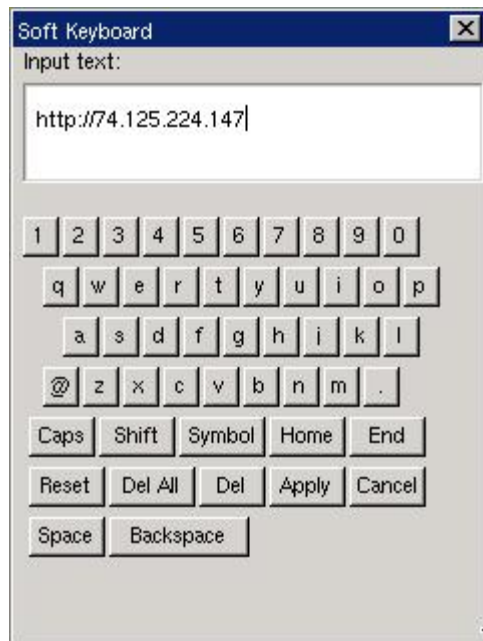 Soft Keyboard
Input text:
http://74.125.224.147
1 2 3 4 5 6 7 8 9 0
q w e r t y u i o p
a s d f g h j k l
@ z x c v b n m .
Caps Shift Symbol Home End
Reset Del All Del Apply Cancel
Space Backspace